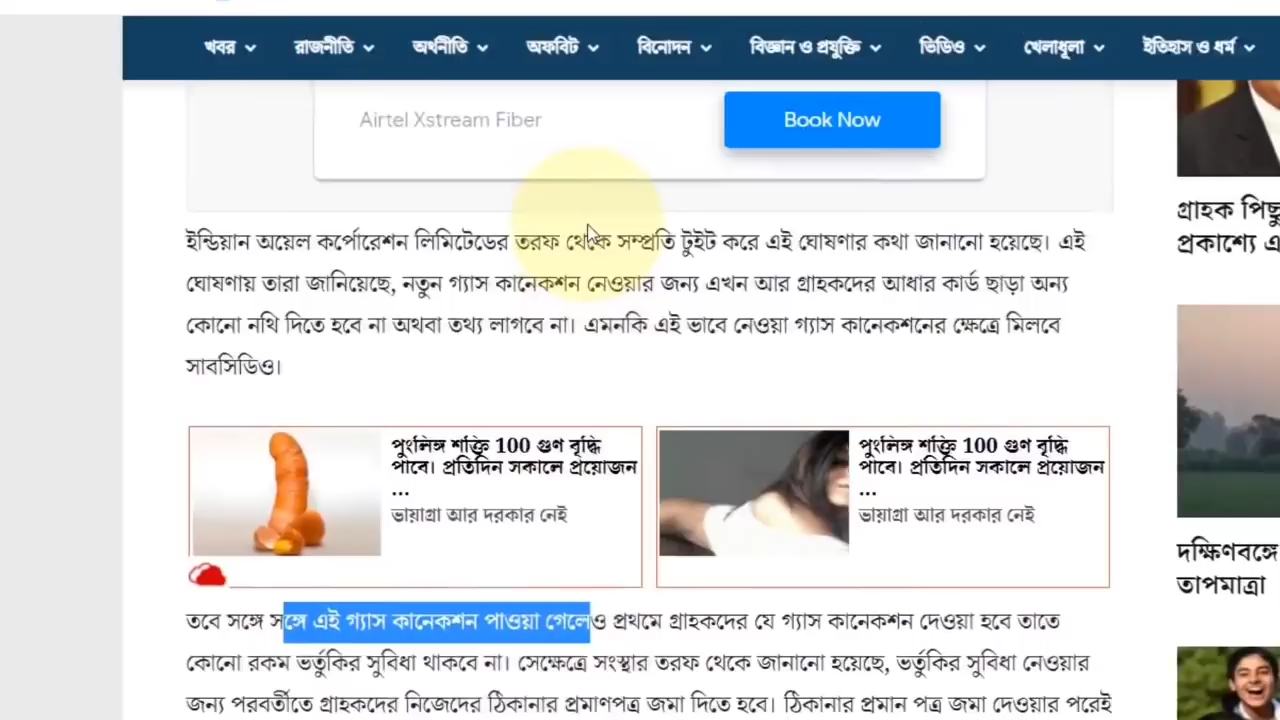 খবর রাজনীতি অর্থনীতি অফবিট বিনোদন বিজ্ঞান ও প্রযুক্তি ভিডিও খেলাধূলা ইতিহাস ও ধর্ম
Airtel Xstream Fiber
Book Now
ইন্ডিয়ান অয়েল কর্পোরেশন লিমিটেডের তরফ থেকে সম্প্রতি টুইট করে এই ঘোষণার কথা জানানো হয়েছে। এই
ঘোষণায় তারা জানিয়েছে, নতুন গ্যাস কানেকশন নেওয়ার জন্য এখন আর গ্রাহকদের আধার কার্ড ছাড়া অন্য
কোনো নথি দিতে হবে না অথবা তথ্য লাগবে না। এমনকি এই ভাবে নেওয়া গ্যাস কানেকশনের ক্ষেত্রে মিলবে
সাবসিডিও।
পুংলিঙ্গ শক্তি 100 গুণ বৃদ্ধি
পাবে। প্রতিদিন সকালে প্রয়োজন
...
ভায়াগ্রা আর দরকার নেই
পুংলিঙ্গ শক্তি 100 গুণ বৃদ্ধি
পাবে। প্রতিদিন সকালে প্রয়োজন
...
ভায়াগ্রা আর দরকার নেই
তবে সঙ্গে সঙ্গে এই গ্যাস কানেকশন পাওয়া গেলেও প্রথমে গ্রাহকদের যে গ্যাস কানেকশন দেওয়া হবে তাতে
কোনো রকম ভর্তুকির সুবিধা থাকবে না। সেক্ষেত্রে সংস্থার তরফ থেকে জানানো হয়েছে, ভর্তুকির সুবিধা নেওয়ার
জন্য পরবর্তীতে গ্রাহকদের নিজেদের ঠিকানার প্রমাণপত্র জমা দিতে হবে। ঠিকানার প্রমান পত্র জমা দেওয়ার পরেই
গ্রাহক পিছু
প্রকাশ্যে এ
দক্ষিণবঙ্গে
তাপমাত্রা